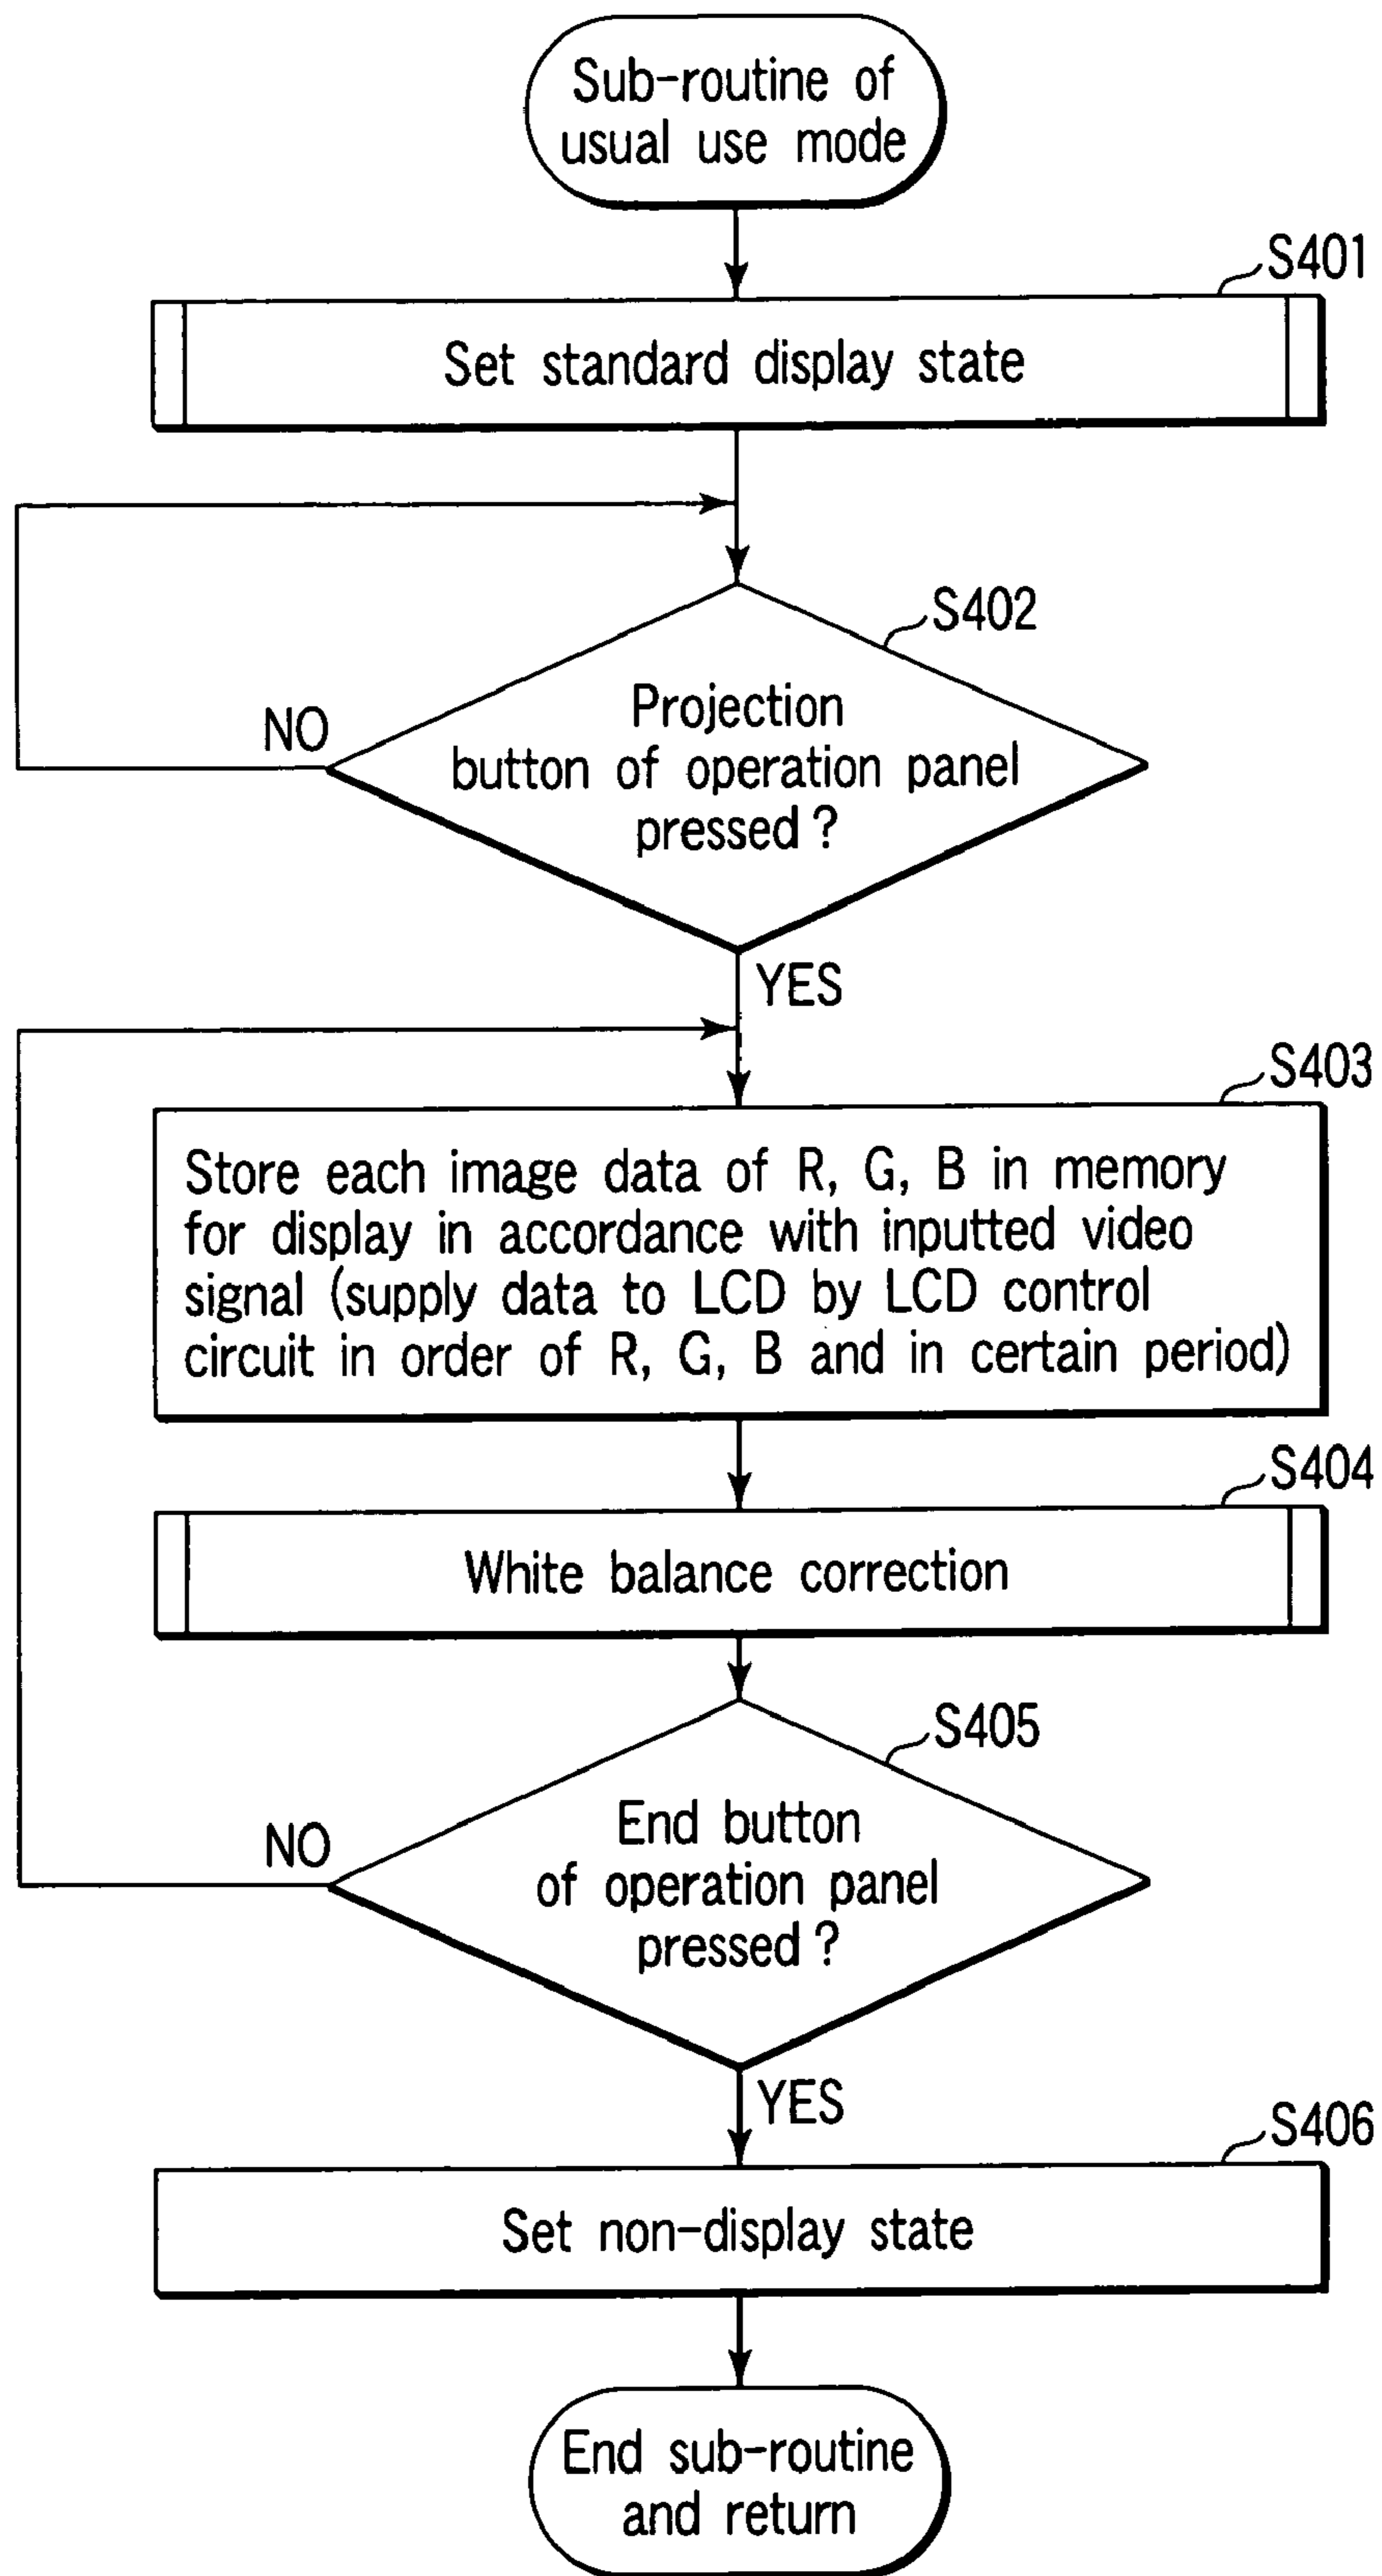 Sub-routine of
usual use mode
S401
Set standard display state
S402
Projection
button of operation panel
pressed ?
NO
YES
S403
Store each image data of R, G, B in memory
for display in accordance with inputted video
signal (supply data to LCD by LCD control
circuit in order of R, G, B and in certain period)
S404
White balance correction
S405
End button
of operation panel
pressed ?
NO
YES
S406
Set non-display state
End sub-routine
and return